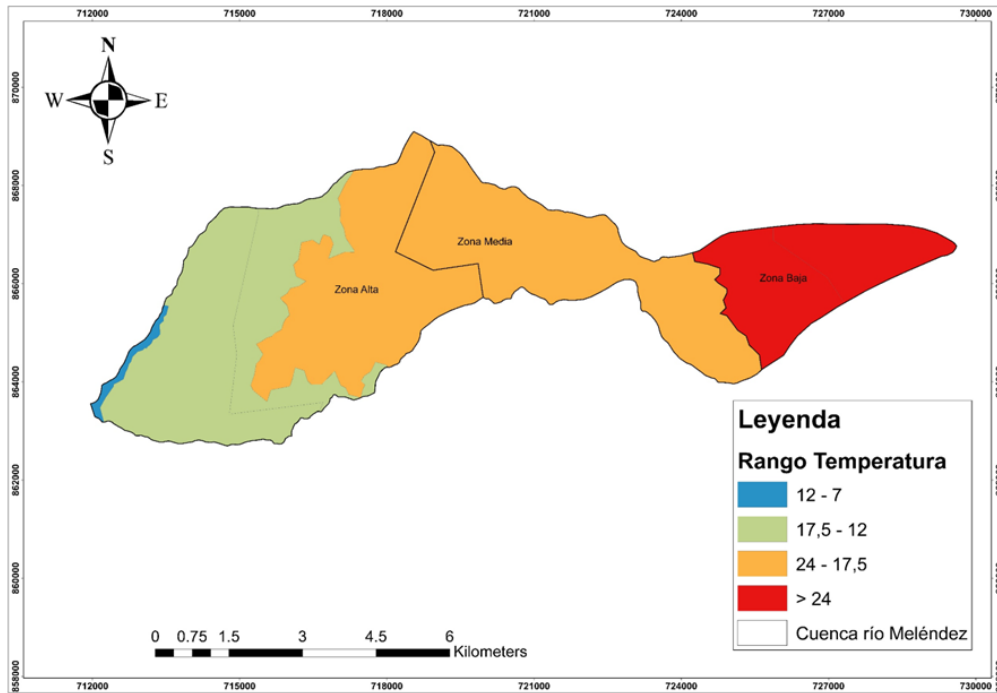 712000 715000 718000 721000 724000 727000 730000
N
W E
S
870000
868000
866000
864000
862000
860000
858000
Zona Media
Zona Baja
Zona Alta
Leyenda
Rango Temperatura
12 - 7
17,5 - 12
24 - 17,5
> 24
Cuenca río Meléndez
0 0.75 1.5 3 4.5 6
Kilometers
712000 715000 718000 721000 724000 727000 730000